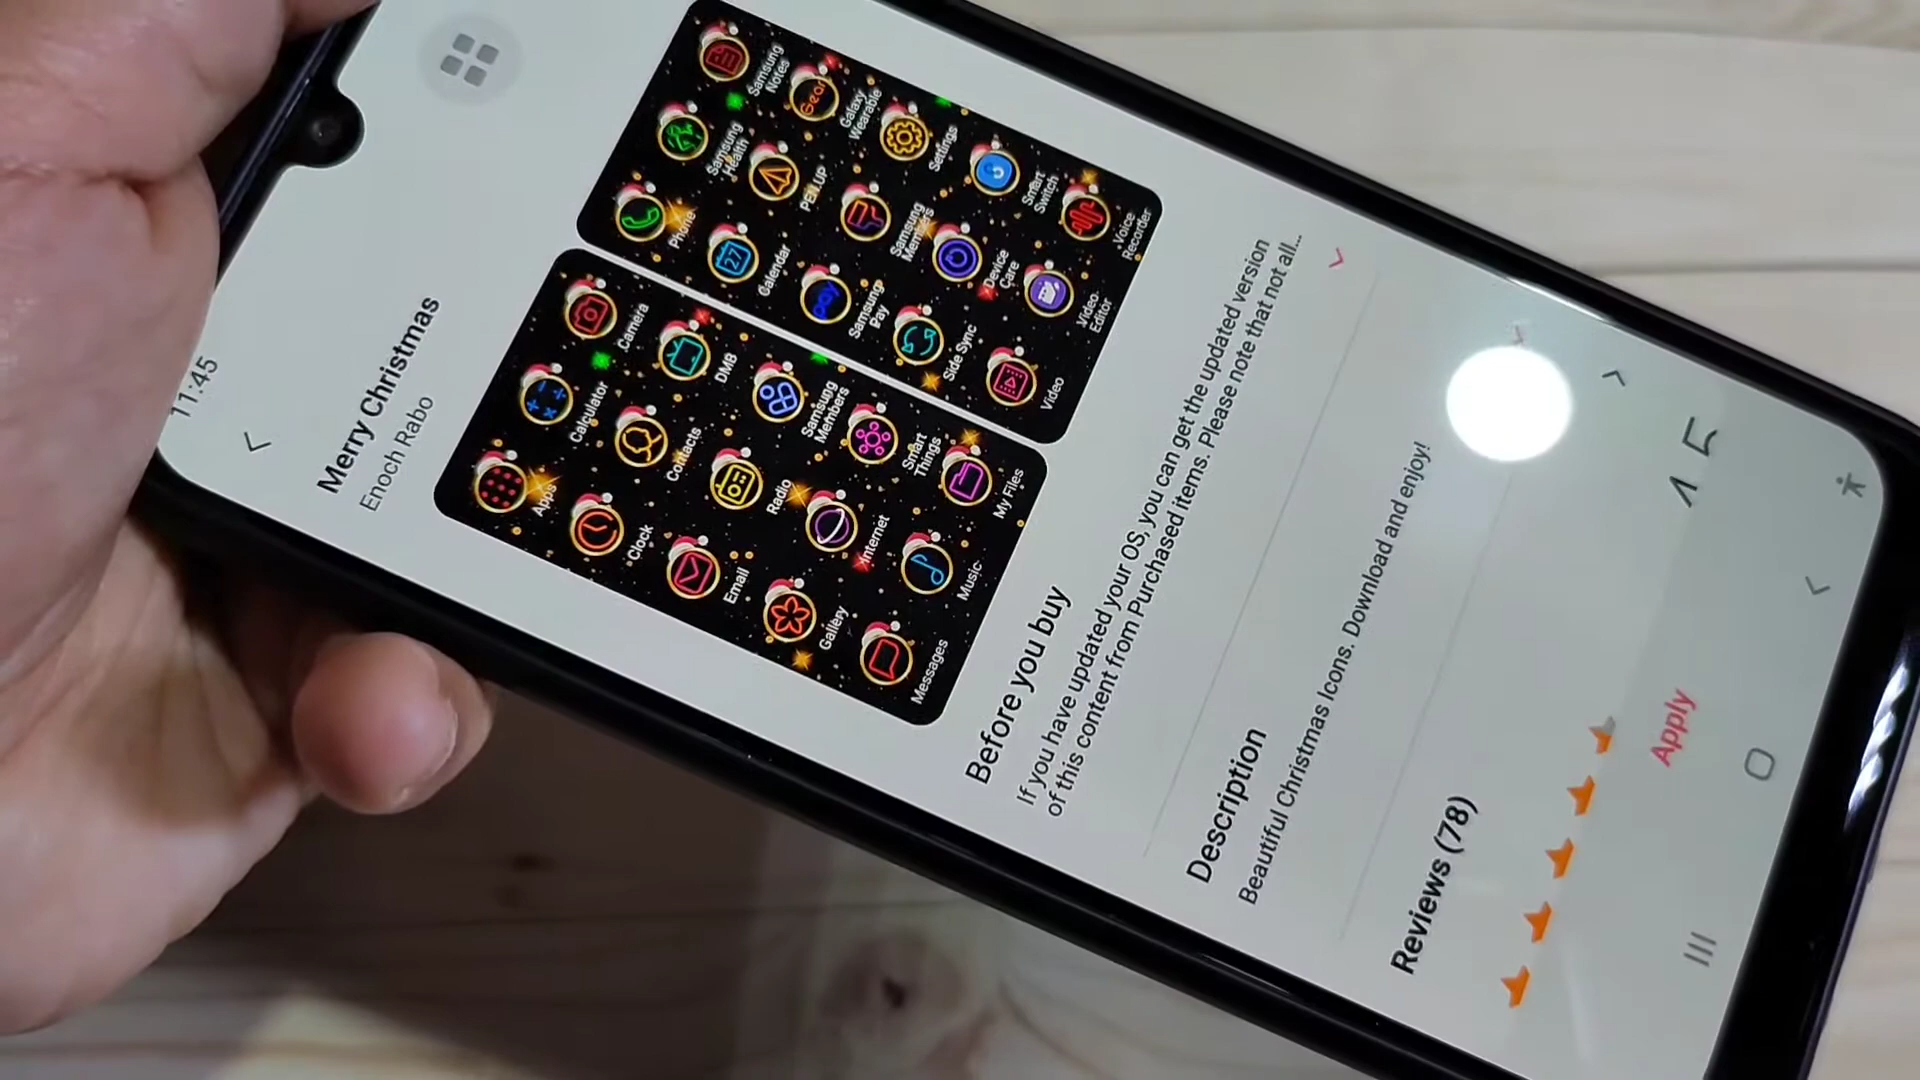 11:45
Merry Christmas
Enoch Rabo
Apps
Calculator
Camera
Clock
Contacts
DMB
Email
Radio
Samsung
Members
Gallery
Internet
Smart
Things
Messages
Music
My Files
Phone
Samsung
Health
Samsung
Notes
Calendar
27
PEN.UP
Gear
Galaxy
Wearable
pay
Samsung
Pay
Samsung
Members
Settings
Side Sync
Device
Care
Smart
Switch
Video
Video
Editor
Voice
Recorder
Before you buy
If you have updated your OS, you can get the updated version
of this content from Purchased items. Please note that not all...
Description
Beautiful Christmas Icons. Download and enjoy!
Reviews (78)
Apply